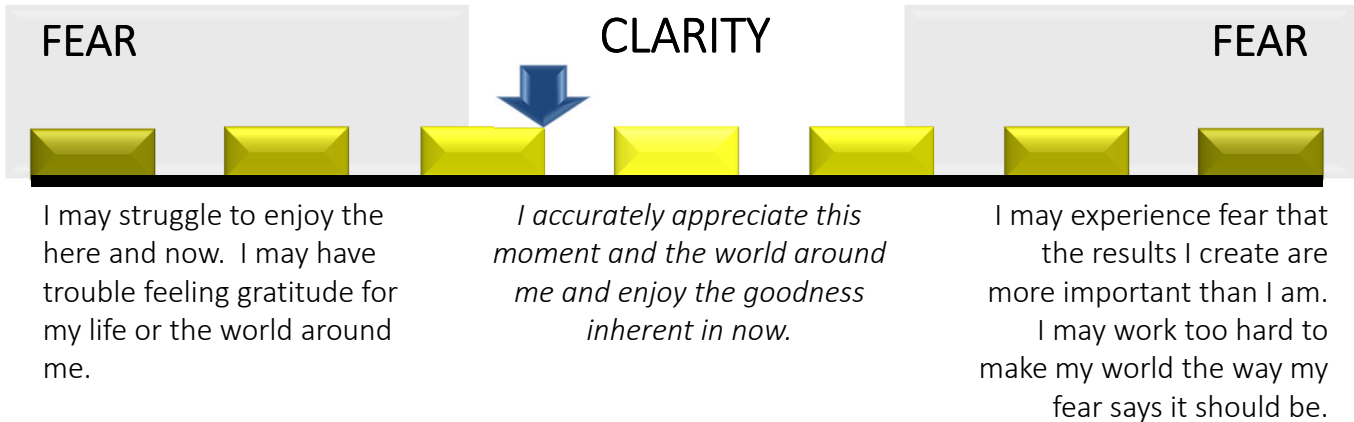 FEAR
CLARITY
FEAR
I may struggle to enjoy the
here and now.  I may have
trouble feeling gratitude for
my life or the world around
me.
I accurately appreciate this
moment and the world around
me and enjoy the goodness
inherent in now.
I may experience fear that
the results I create are
more important than I am.
I may work too hard to
make my world the way my
fear says it should be.